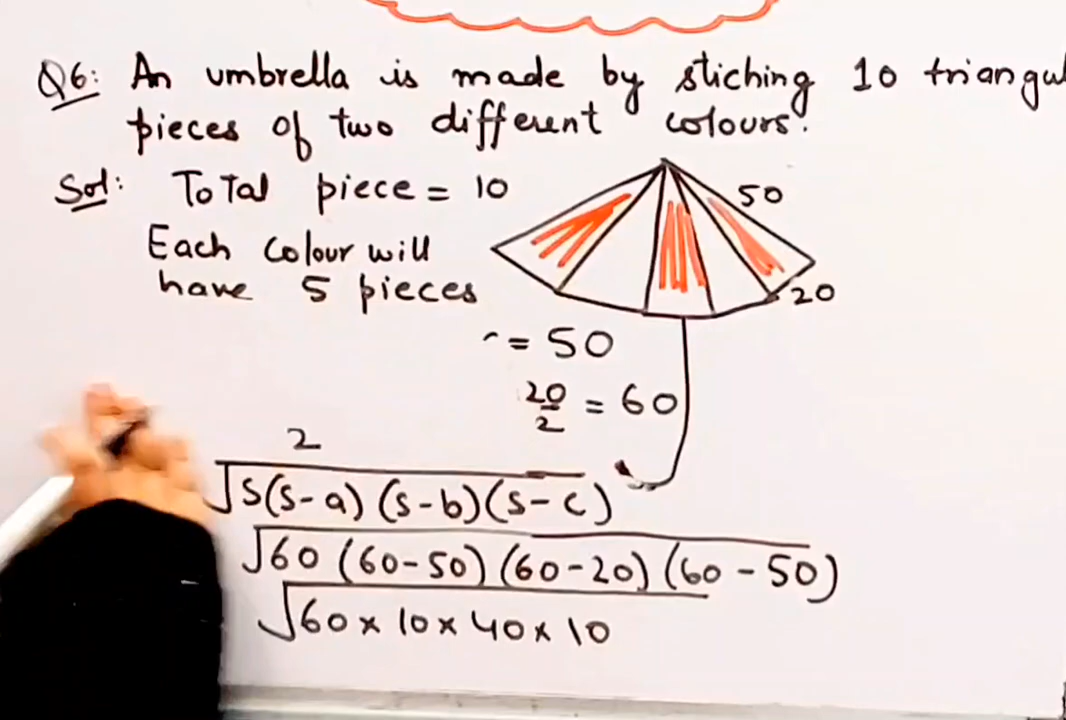 Q6: An umbrella is made by stiching 10 triangul
pieces of two different colours.
Sol: Total piece = 10
50
Each Colour will
have 5 pieces
20
= 50
20/2 = 60
2
√s(s-a)(s-b)(s-c)
√60(60-50)(60-20)(60-50)
√60×10×40×10